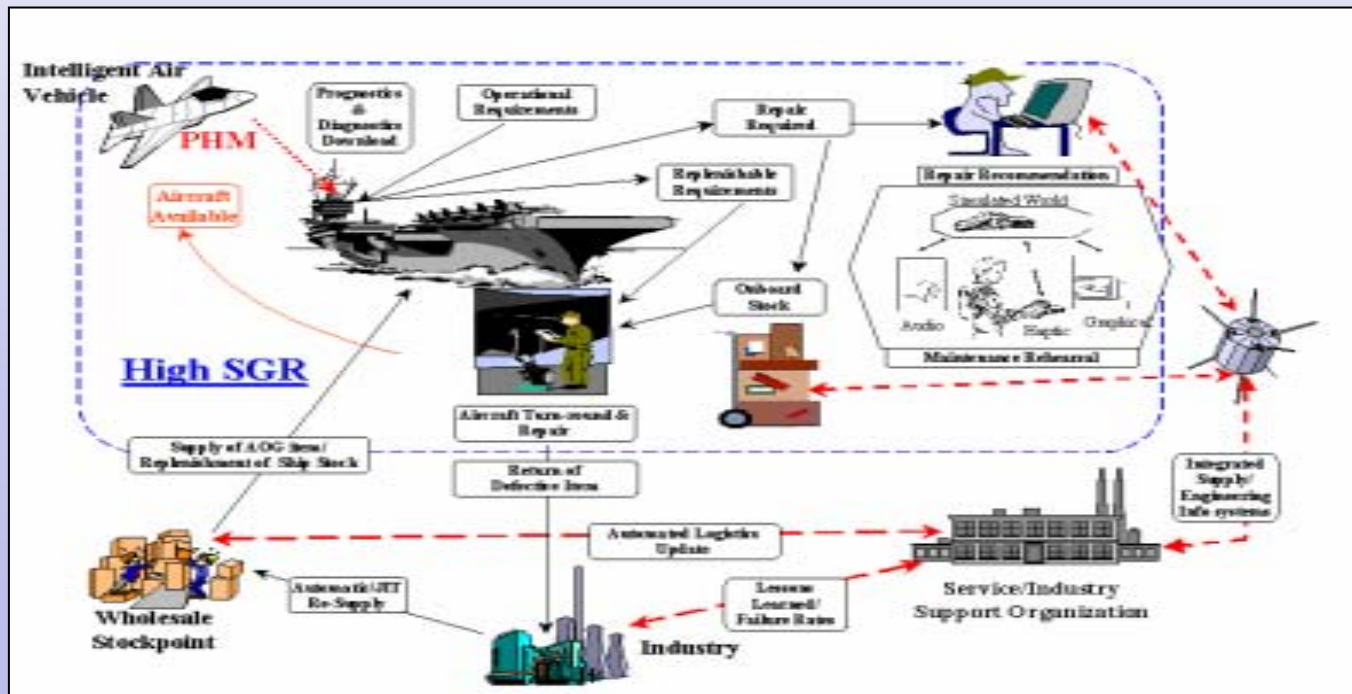 Intelligent Air
Vehicle
PHM
Prognostics
&
Diagnostics
Download
Operational
Requirements
Repair
Required
Replenishable
Requirements
Repair Recommendation
Simulated World
Audio
Haptic
Graphical
Maintenance Rehearsal
Aircraft
Available
Onboard
Stock
High SGR
Aircraft Turn-round &
Repair
Supply of AOG item/
Replenishment of Ship Stock
Return of
Defective Item
Integrated
Supply/
Engineering
Info systems
Automated Logistics
Update
Automatic/JIT
Re-Supply
Lessons
Learned/
Failure Rates
Service/Industry
Support Organization
Wholesale
Stockpoint
Industry